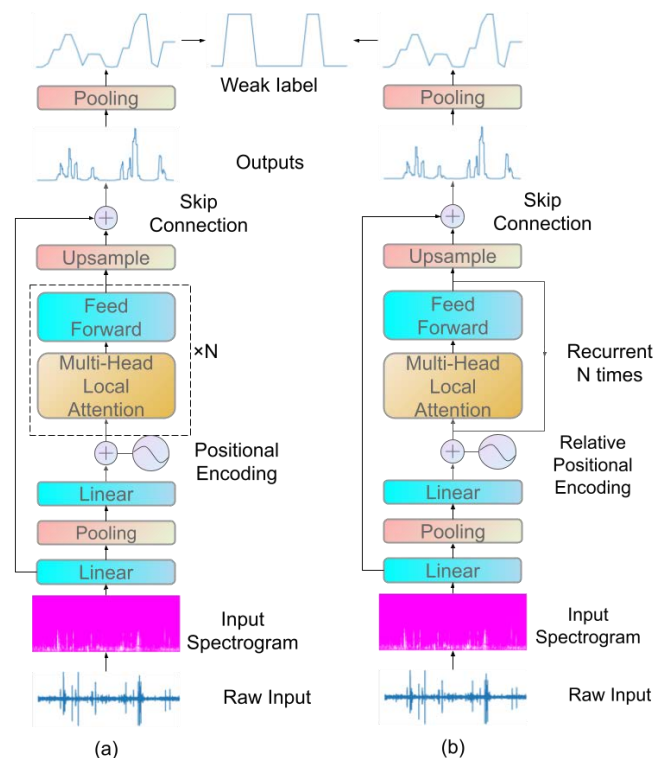 Weak label
Pooling
Outputs
Skip
Connection
Upsample
Feed
Forward
×N
Multi-Head
Local
Attention
Positional
Encoding
Linear
Pooling
Linear
Input
Spectrogram
Raw Input
(a)
Pooling
Skip
Connection
Upsample
Feed
Forward
Recurrent
N times
Multi-Head
Local
Attention
Relative
Positional
Encoding
Linear
Pooling
Linear
Input
Spectrogram
Raw Input
(b)